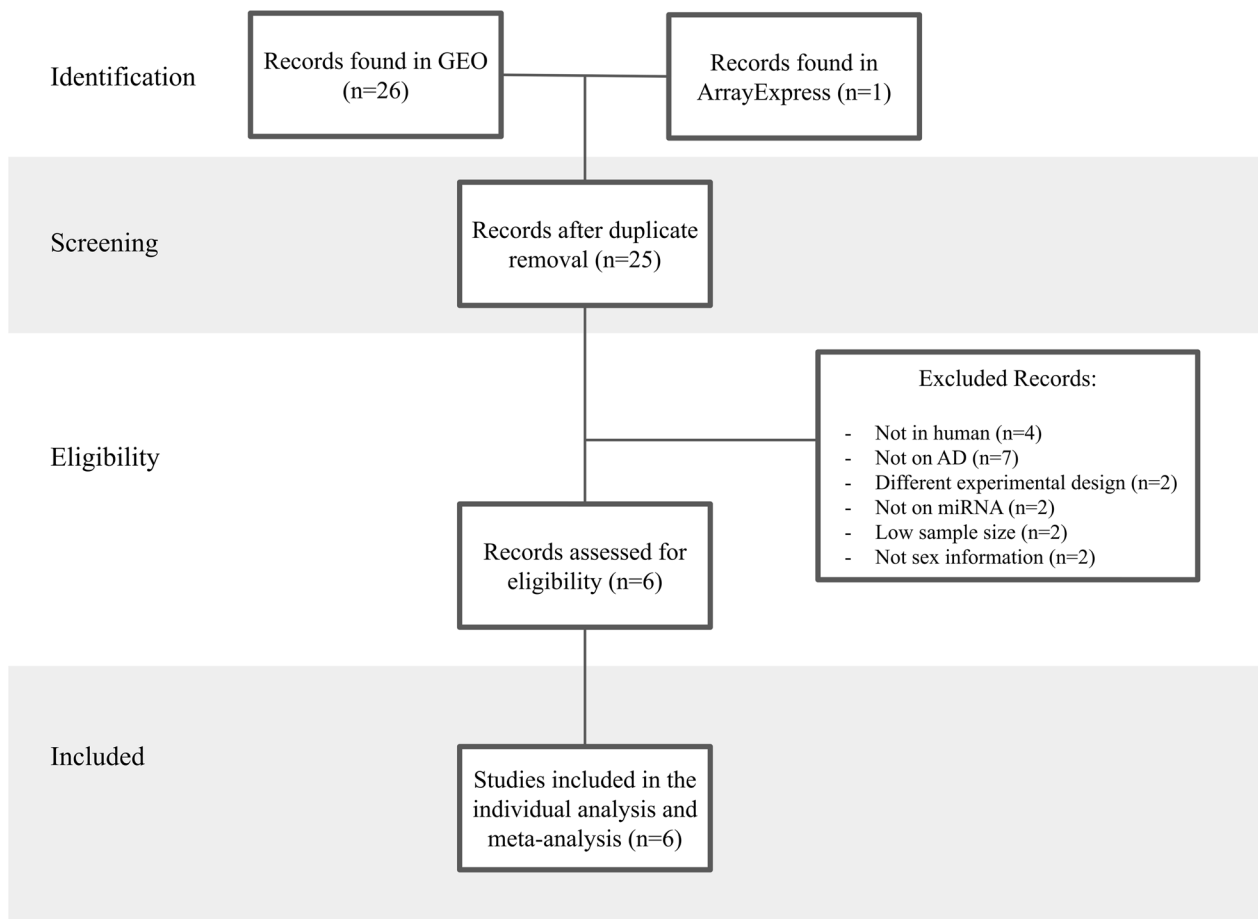 Identification
Records found in GEO
(n=26)
Records found in
ArrayExpress (n=1)
Screening
Records after duplicate
removal (n=25)
Eligibility
Excluded Records:
- Not in human (n=4)
- Not on AD (n=7)
- Different experimental design (n=2)
- Not on miRNA (n=2)
- Low sample size (n=2)
- Not sex information (n=2)
Records assessed for
eligibility (n=6)
Included
Studies included in the
individual analysis and
meta-analysis (n=6)